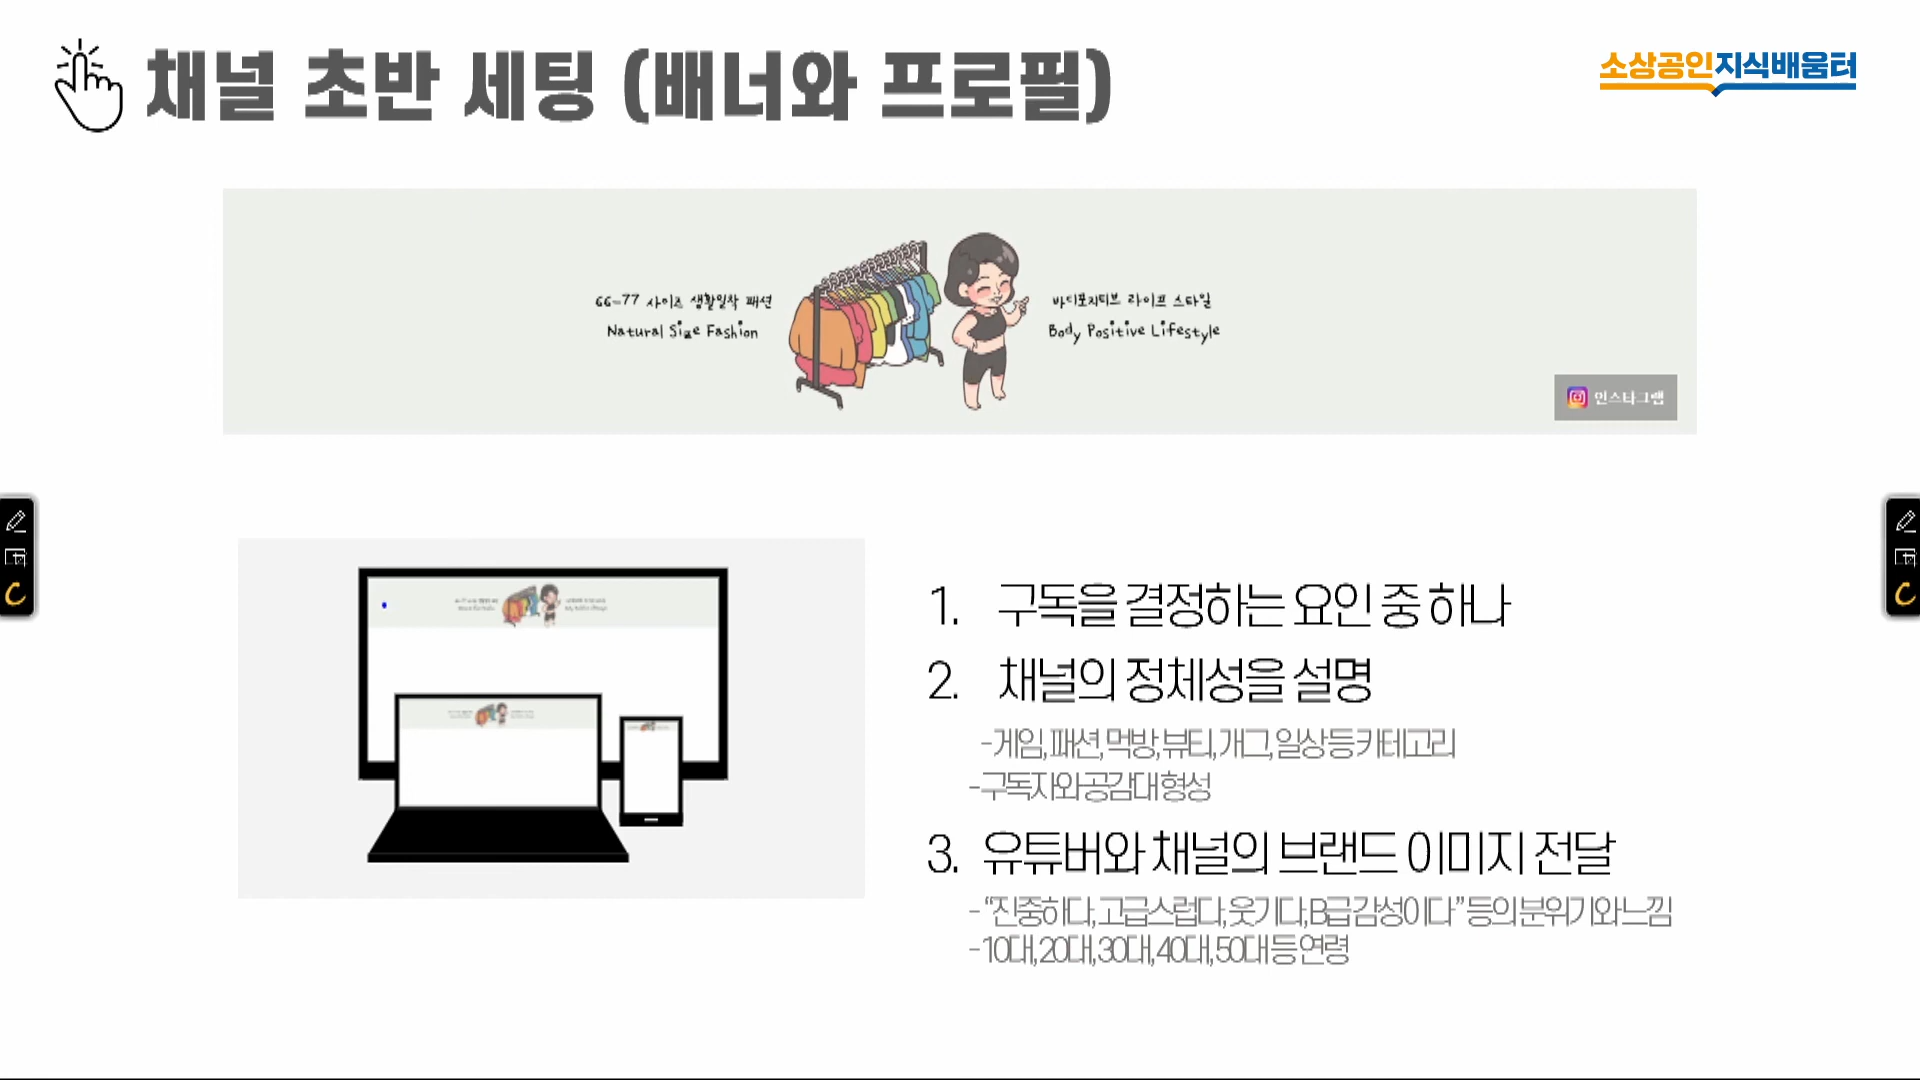 채널 초반 세팅 (배너와 프로필)
소상공인지식배움터
66-77 사이즈 생활밀착 패션
Natural Size Fashion
바디포지티브 라이프 스타일
Body Positive Lifestyle
인스타그램
1. 구독을 결정하는 요인 중 하나
2. 채널의 정체성을 설명
-게임, 패션, 먹방, 뷰티, 개그, 일상 등 카테고리
-구독자와 공감대 형성
3. 유튜버와 채널의 브랜드 이미지 전달
- “진중하다, 고급스럽다, 웃기다, B급 감성이다” 등의 분위기와 느낌
- 10대, 20대, 30대, 40대, 50대 등 연령